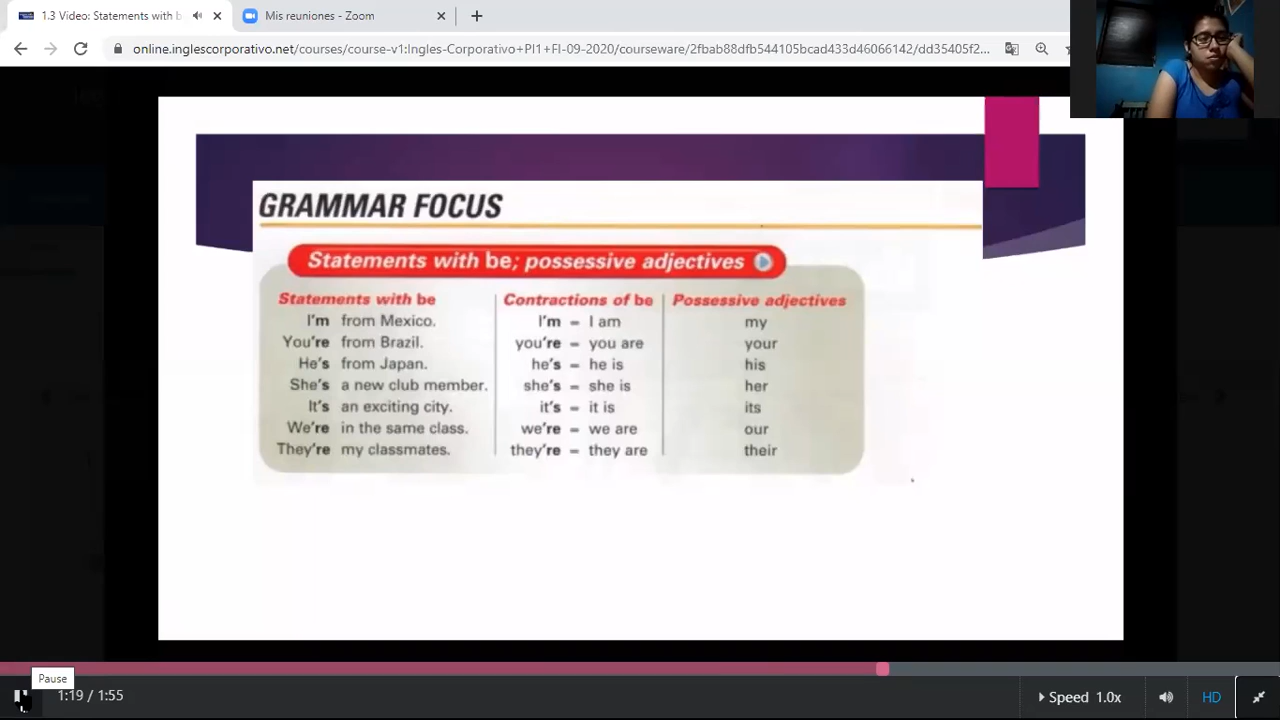 1.3 Video: Statements with b
Mis reuniones - Zoom
online.inglescorporativo.net/courses/course-v1:Ingles-Corporativo+PI1+FI-09-2020/courseware/2fbab88dfb544105bcad433d46066142/dd35405f2...
GRAMMAR FOCUS
Statements with be; possessive adjectives
Statements with be Contractions of be Possessive adjectives
I'm from Mexico. I'm = I am my
You're from Brazil. you're = you are your
He's from Japan. he's = he is his
She's a new club member. she's = she is her
It's an exciting city. it's = it is its
We're in the same class. we're = we are our
They're my classmates. they're = they are their
Pause
1:19 / 1:55
Speed 1.0x
HD